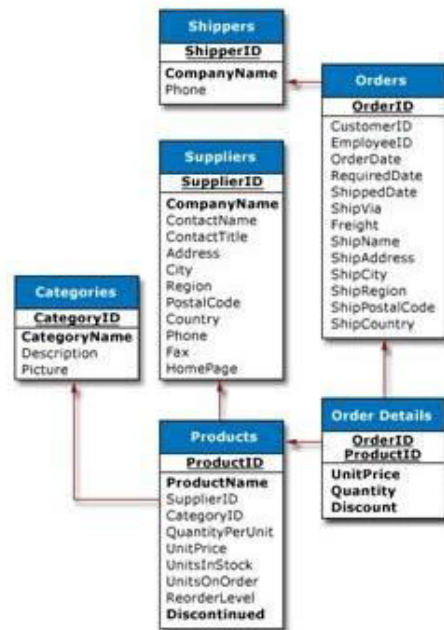 Shippers
ShipperID
CompanyName
Phone
Orders
OrderID
CustomerID
EmployeeID
OrderDate
RequiredDate
ShippedDate
ShipVia
Freight
ShipName
ShipAddress
ShipCity
ShipRegion
ShipPostalCode
ShipCountry
Suppliers
SupplierID
CompanyName
ContactName
ContactTitle
Address
City
Region
PostalCode
Country
Phone
Fax
HomePage
Categories
CategoryID
CategoryName
Description
Picture
Products
ProductID
ProductName
SupplierID
CategoryID
QuantityPerUnit
UnitPrice
UnitsInStock
UnitsOnOrder
ReorderLevel
Discontinued
Order Details
OrderID
ProductID
UnitPrice
Quantity
Discount